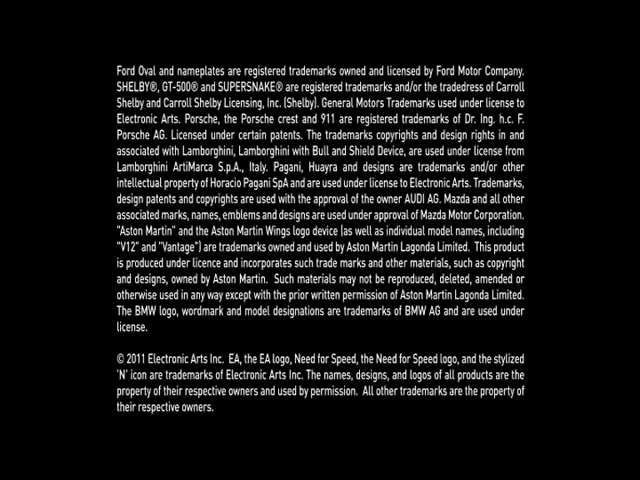 Ford Oval and nameplates are registered trademarks owned and licensed by Ford Motor Company.
SHELBY®, GT-500® and SUPERSNAKE® are registered trademarks and/or the tradedress of Carroll
Shelby and Carroll Shelby Licensing, Inc. (Shelby). General Motors Trademarks used under license to
Electronic Arts. Porsche, the Porsche crest and 911 are registered trademarks of Dr. Ing. h.c. F.
Porsche AG. Licensed under certain patents. The trademarks copyrights and design rights in and
associated with Lamborghini, Lamborghini with Bull and Shield Device, are used under license from
Lamborghini ArtiMarca S.p.A., Italy. Pagani, Huayra and designs are trademarks and/or other
intellectual property of Horacio Pagani SpA and are used under license to Electronic Arts. Trademarks,
design patents and copyrights are used with the approval of the owner AUDI AG. Mazda and all other
associated marks, names, emblems and designs are used under approval of Mazda Motor Corporation.
"Aston Martin" and the Aston Martin Wings logo device (as well as individual model names, including
"V12" and "Vantage") are trademarks owned and used by Aston Martin Lagonda Limited. This product
is produced under licence and incorporates such trade marks and other materials, such as copyright
and designs, owned by Aston Martin. Such materials may not be reproduced, deleted, amended or
otherwise used in any way except with the prior written permission of Aston Martin Lagonda Limited.
The BMW logo, wordmark and model designations are trademarks of BMW AG and are used under
license.
© 2011 Electronic Arts Inc. EA, the EA logo, Need for Speed, the Need for Speed logo, and the stylized
'N' icon are trademarks of Electronic Arts Inc. The names, designs, and logos of all products are the
property of their respective owners and used by permission. All other trademarks are the property of
their respective owners.